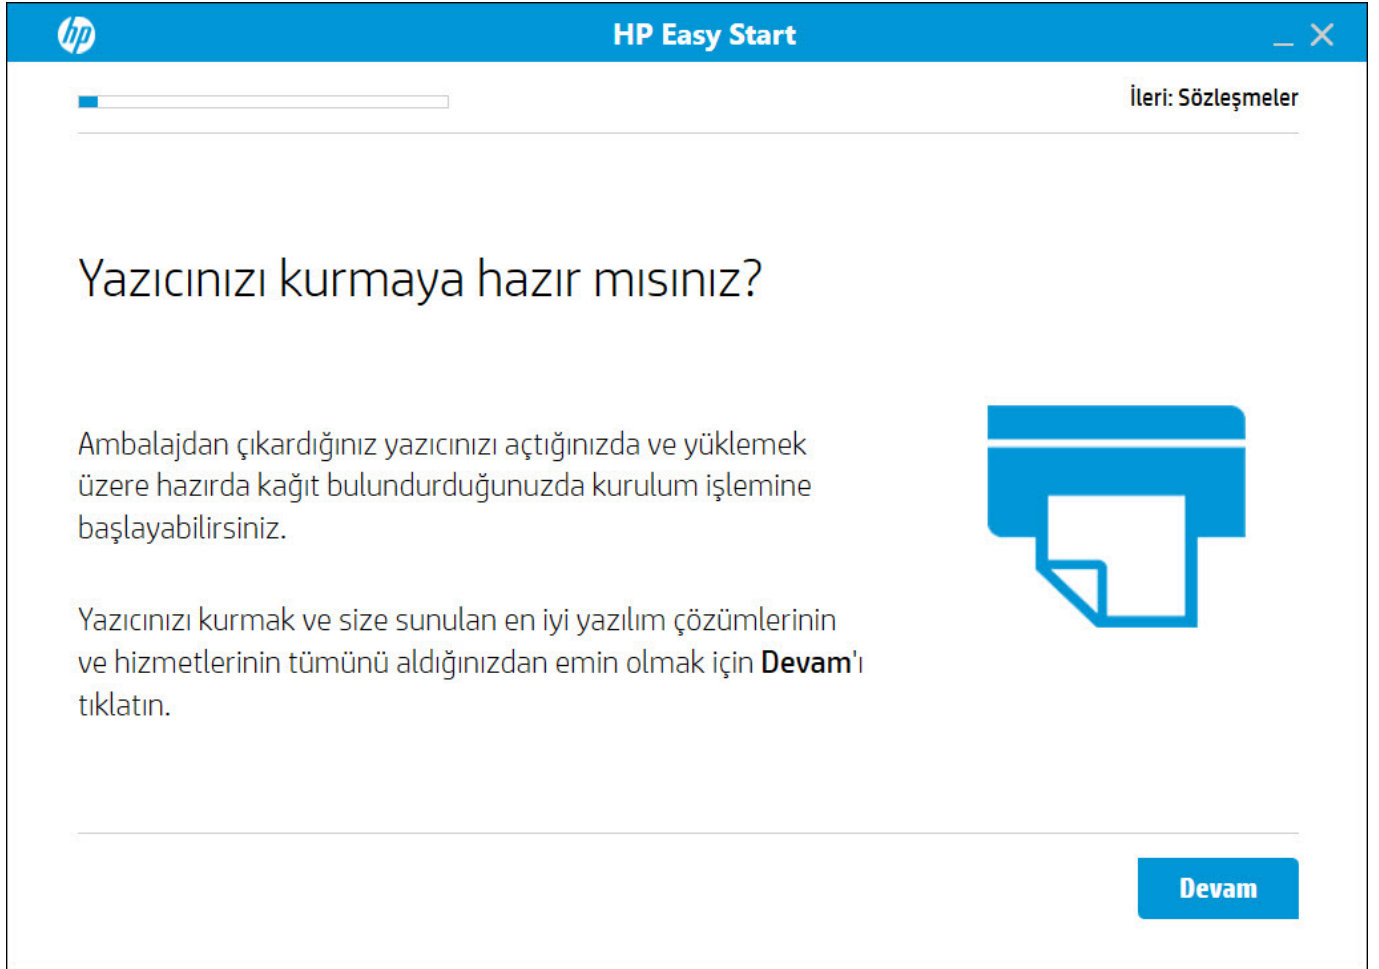 hp
HP Easy Start
İleri: Sözleşmeler
Yazıcınızı kurmaya hazır mısınız?
Ambalajdan çıkardığınız yazıcınızı açtığınızda ve yüklemek
üzere hazırda kağıt bulundurduğunuzda kurulum işlemine
başlayabilirsiniz.
Yazıcınızı kurmak ve size sunulan en iyi yazılım çözümlerinin
ve hizmetlerinin tümünü aldığınızdan emin olmak için Devam'ı
tıklatın.
Devam